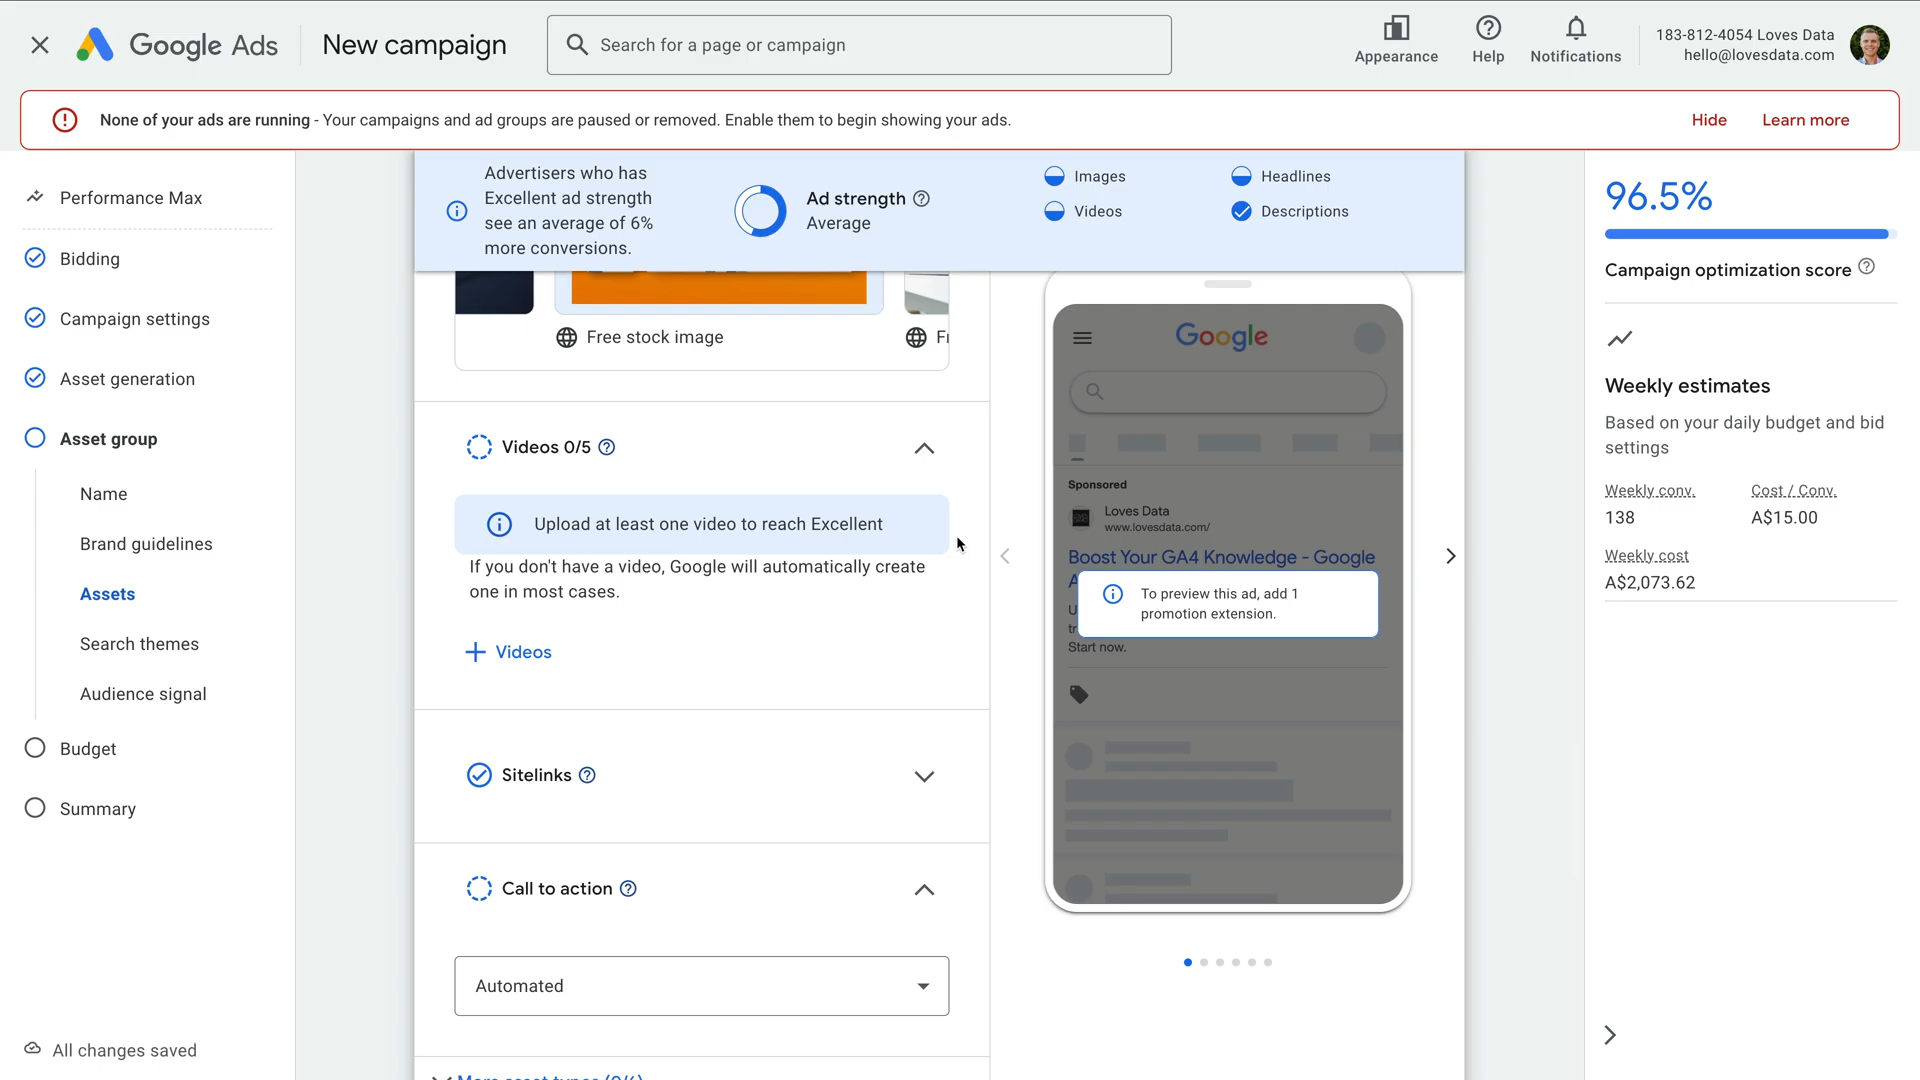 Google Ads
New campaign
Search for a page or campaign
Appearance
Help
Notifications
183-812-4054 Loves Data
hello@lovesdata.com
None of your ads are running - Your campaigns and ad groups are paused or removed. Enable them to begin showing your ads.
Hide
Learn more
Performance Max
Bidding
Campaign settings
Asset generation
Asset group
Name
Brand guidelines
Assets
Search themes
Audience signal
Budget
Summary
All changes saved
Advertisers who has
Excellent ad strength
see an average of 6%
more conversions.
Ad strength
Average
Images
Headlines
Videos
Descriptions
Free stock image
Videos 0/5
Upload at least one video to reach Excellent
If you don't have a video, Google will automatically create
one in most cases.
Videos
Sitelinks
Call to action
Automated
More asset types (0/4)
Google
Sponsored
Loves Data
www.lovesdata.com/
Boost Your GA4 Knowledge - Google
To preview this ad, add 1
promotion extension.
Start now.
96.5%
Campaign optimization score
Weekly estimates
Based on your daily budget and bid
settings
Weekly conv.
Cost / Conv.
138
A$15.00
Weekly cost
A$2,073.62